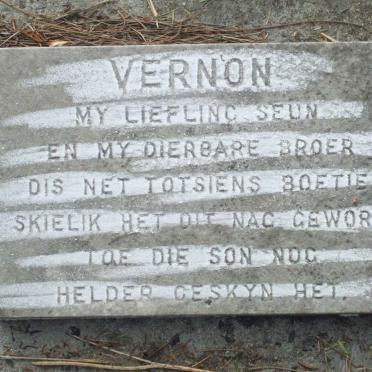 VERNON
MY LIEFLING SEUN
EN MY DIERBARE BROER
DIS NET TOTSIENS BOETIE
SKIELIK HET DIT NAG GEWOR
TOE DIE SON NOG
HELDER GESKYN HET.